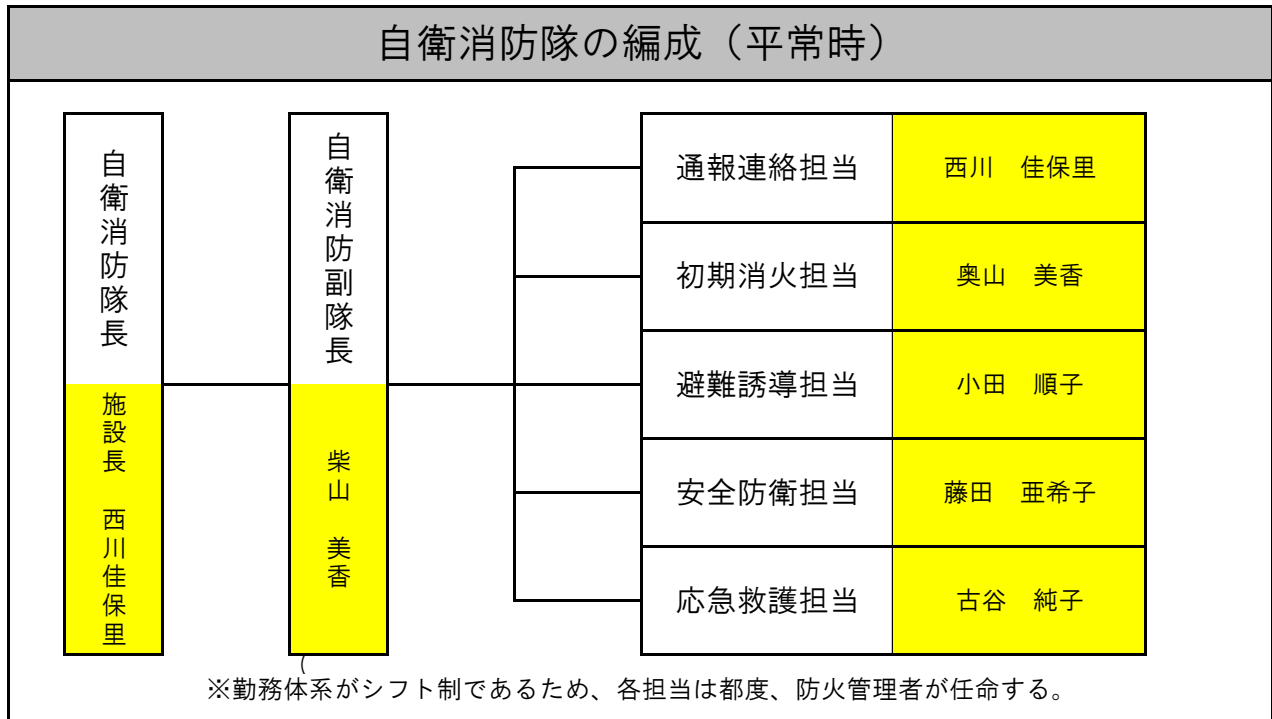 自衛消防隊の編成（平常時）
自衛消防隊長
施設長　西川佳保里
自衛消防副隊長
柴山　美香
通報連絡担当
西川　佳保里
初期消火担当
奥山　美香
避難誘導担当
小田　順子
安全防衛担当
藤田　亜希子
応急救護担当
古谷　純子
※勤務体系がシフト制であるため、各担当は都度、防火管理者が任命する。